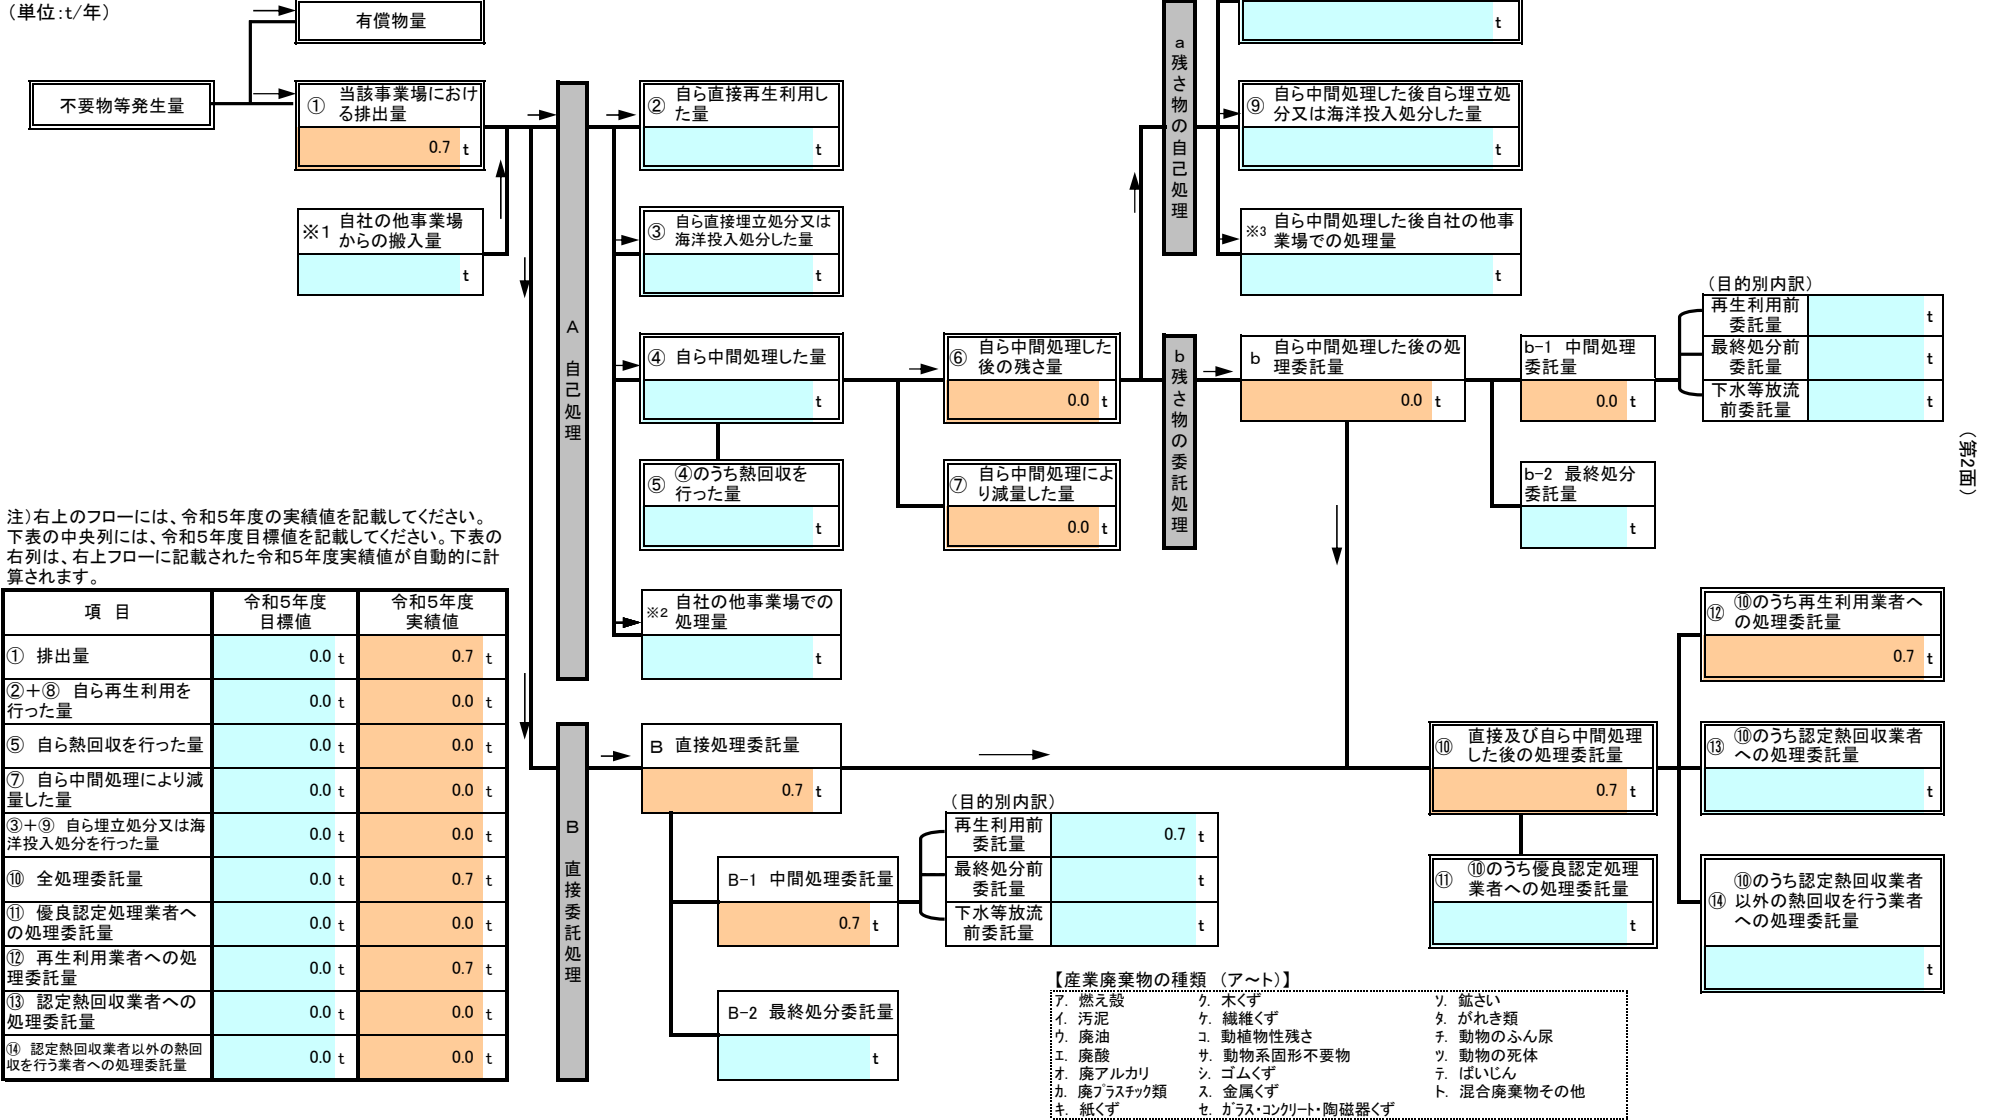 （単位：t/年）
有償物量
不要物等発生量
① 当該事業場におけ
る排出量
0.7 t
※1 自社の他事業場
からの搬入量
t
A 自己処理
② 自ら直接再生利用し
た量
t
③ 自ら直接埋立処分又は
海洋投入処分した量
t
④ 自ら中間処理した量
t
⑤ ④のうち熱回収を
行った量
t
※2 自社の他事業場での
処理量
t
⑥ 自ら中間処理した
後の残さ量
0.0 t
⑦ 自ら中間処理によ
り減量した量
0.0 t
a残さ物の自己処理
t
⑨ 自ら中間処理した後自ら埋立処
分又は海洋投入処分した量
t
※3 自ら中間処理した後自社の他事
業場での処理量
t
b残さ物の委託処理
b 自ら中間処理した後の処
理委託量
0.0 t
b-1 中間処理
委託量
0.0 t
b-2 最終処分
委託量
t
（目的別内訳）
再生利用前
委託量
t
最終処分前
委託量
t
下水等放流
前委託量
t
（第2面）
注）右上のフローには、令和5年度の実績値を記載してください。
下表の中央列には、令和5年度目標値を記載してください。下表の
右列は、右上フローに記載された令和5年度実績値が自動的に計
算されます。
項 目
令和5年度
目標値
令和5年度
実績値
① 排出量
0.0 t 0.7 t
②＋⑧ 自ら再生利用を
行った量
0.0 t 0.0 t
⑤ 自ら熱回収を行った量
0.0 t 0.0 t
⑦ 自ら中間処理により減
量した量
0.0 t 0.0 t
③＋⑨ 自ら埋立処分又は海
洋投入処分を行った量
0.0 t 0.0 t
⑩ 全処理委託量
0.0 t 0.7 t
⑪ 優良認定処理業者へ
の処理委託量
0.0 t 0.0 t
⑫ 再生利用業者への処
理委託量
0.0 t 0.7 t
⑬ 認定熱回収業者への
処理委託量
0.0 t 0.0 t
⑭ 認定熱回収業者以外の熱回
収を行う業者への処理委託量
0.0 t 0.0 t
B 直接委託処理
B 直接処理委託量
0.7 t
B-1 中間処理委託量
0.7 t
B-2 最終処分委託量
t
（目的別内訳）
再生利用前
委託量
0.7 t
最終処分前
委託量
t
下水等放流
前委託量
t
⑩ 直接及び自ら中間処理
した後の処理委託量
0.7 t
⑪ ⑩のうち優良認定処理
業者への処理委託量
t
⑫ ⑩のうち再生利用業者へ
の処理委託量
0.7 t
⑬ ⑩のうち認定熱回収業者
への処理委託量
t
⑭ ⑩のうち認定熱回収業者
以外の熱回収を行う業者
への処理委託量
t
【産業廃棄物の種類 （ア～ト）】
ア. 燃え殻 ク. 木くず ソ. 鉱さい
イ. 汚泥 ケ. 繊維くず タ. がれき類
ウ. 廃油 コ. 動植物性残さ チ. 動物のふん尿
エ. 廃酸 サ. 動物系固形不要物 ツ. 動物の死体
オ. 廃アルカリ シ. ゴムくず テ. ばいじん
カ. 廃プラスチック類 ス. 金属くず ト. 混合廃棄物その他
キ. 紙くず セ. ガラス・コンクリート・陶磁器くず